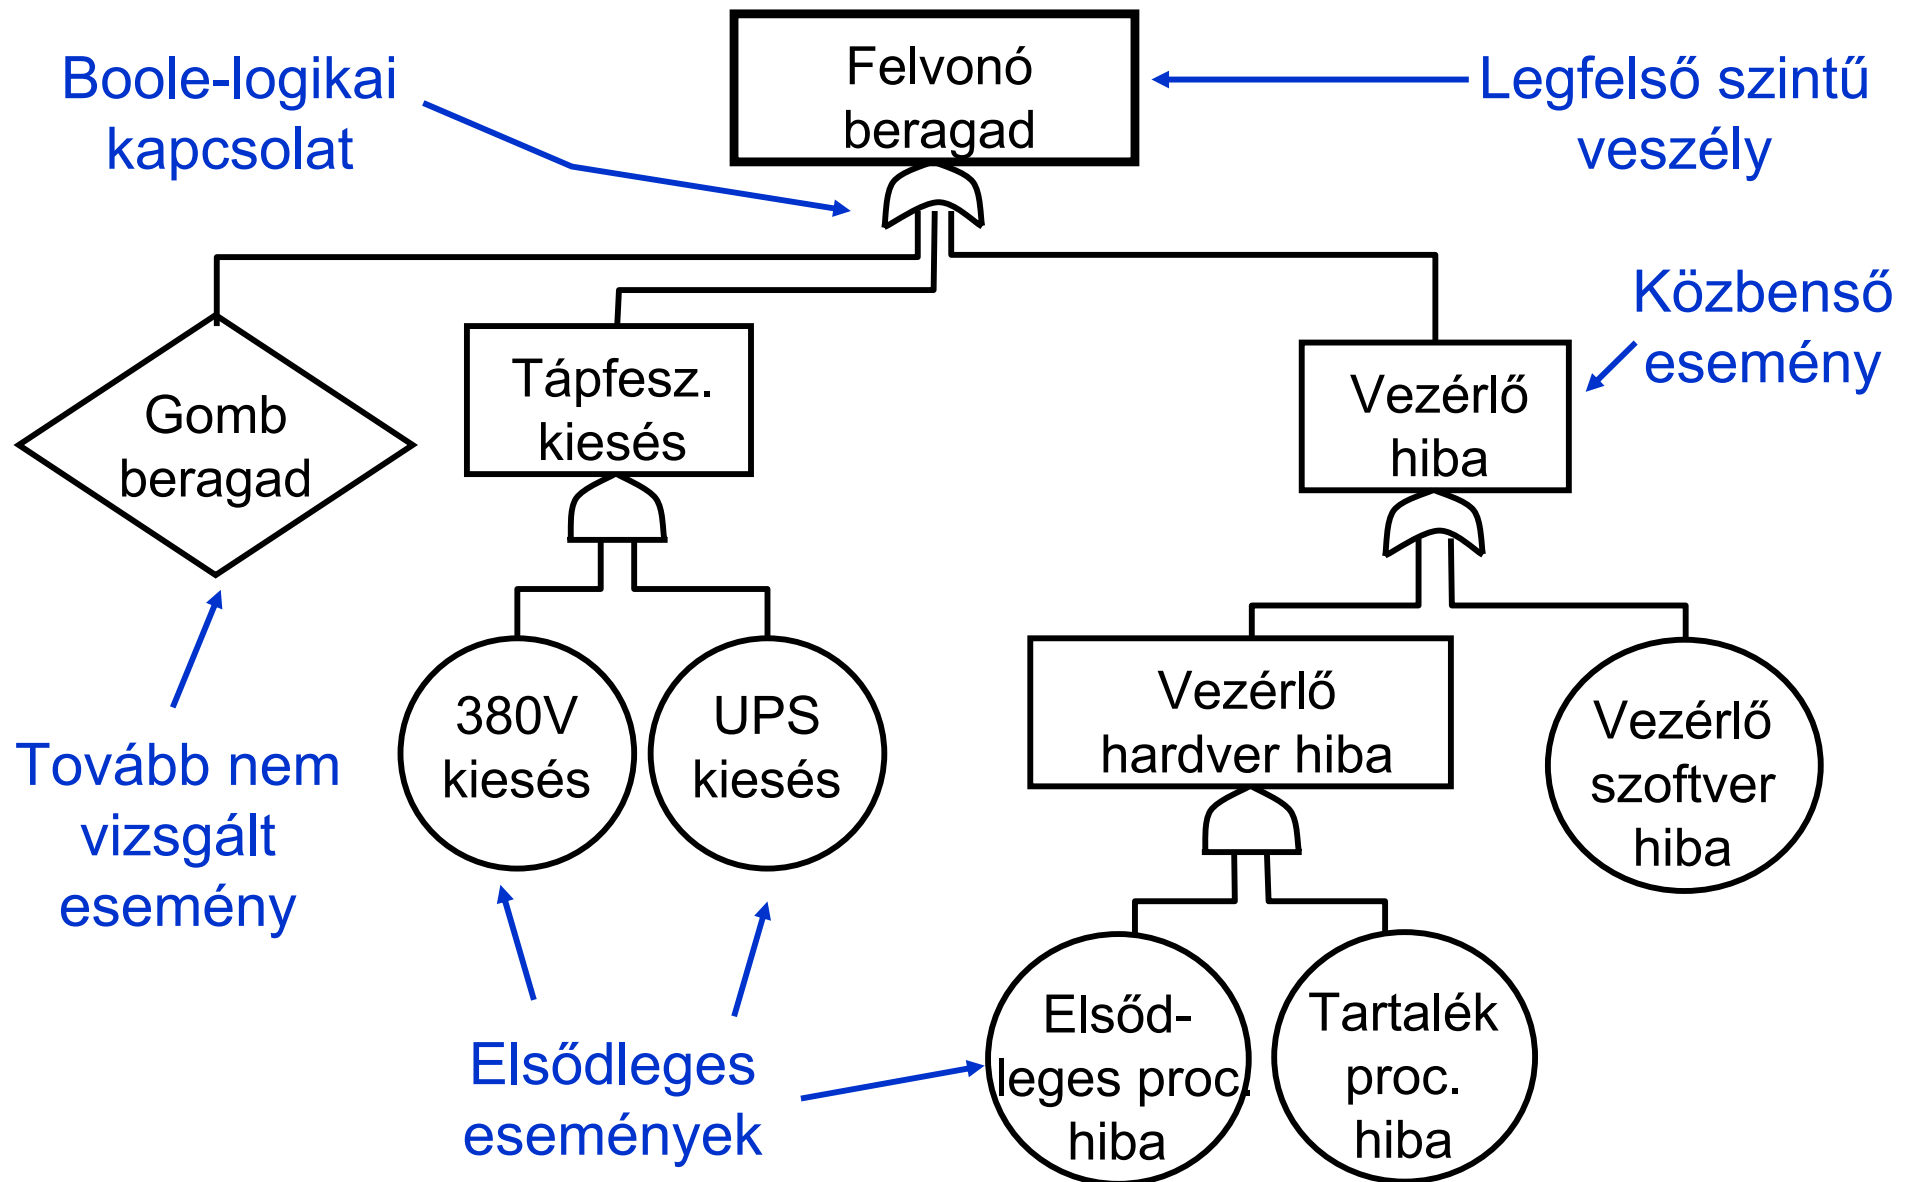 Boole-logikai
kapcsolat
Felvonó
beragad
Legfelső szintű
veszély
Közbenső
esemény
Gomb
beragad
Tápfesz.
kiesés
Vezérlő
hiba
Tovább nem
vizsgált
esemény
380V
kiesés
UPS
kiesés
Vezérlő
hardver hiba
Vezérlő
szoftver
hiba
Elsődleges
események
Elsőd-
leges proc.
hiba
Tartalék
proc.
hiba